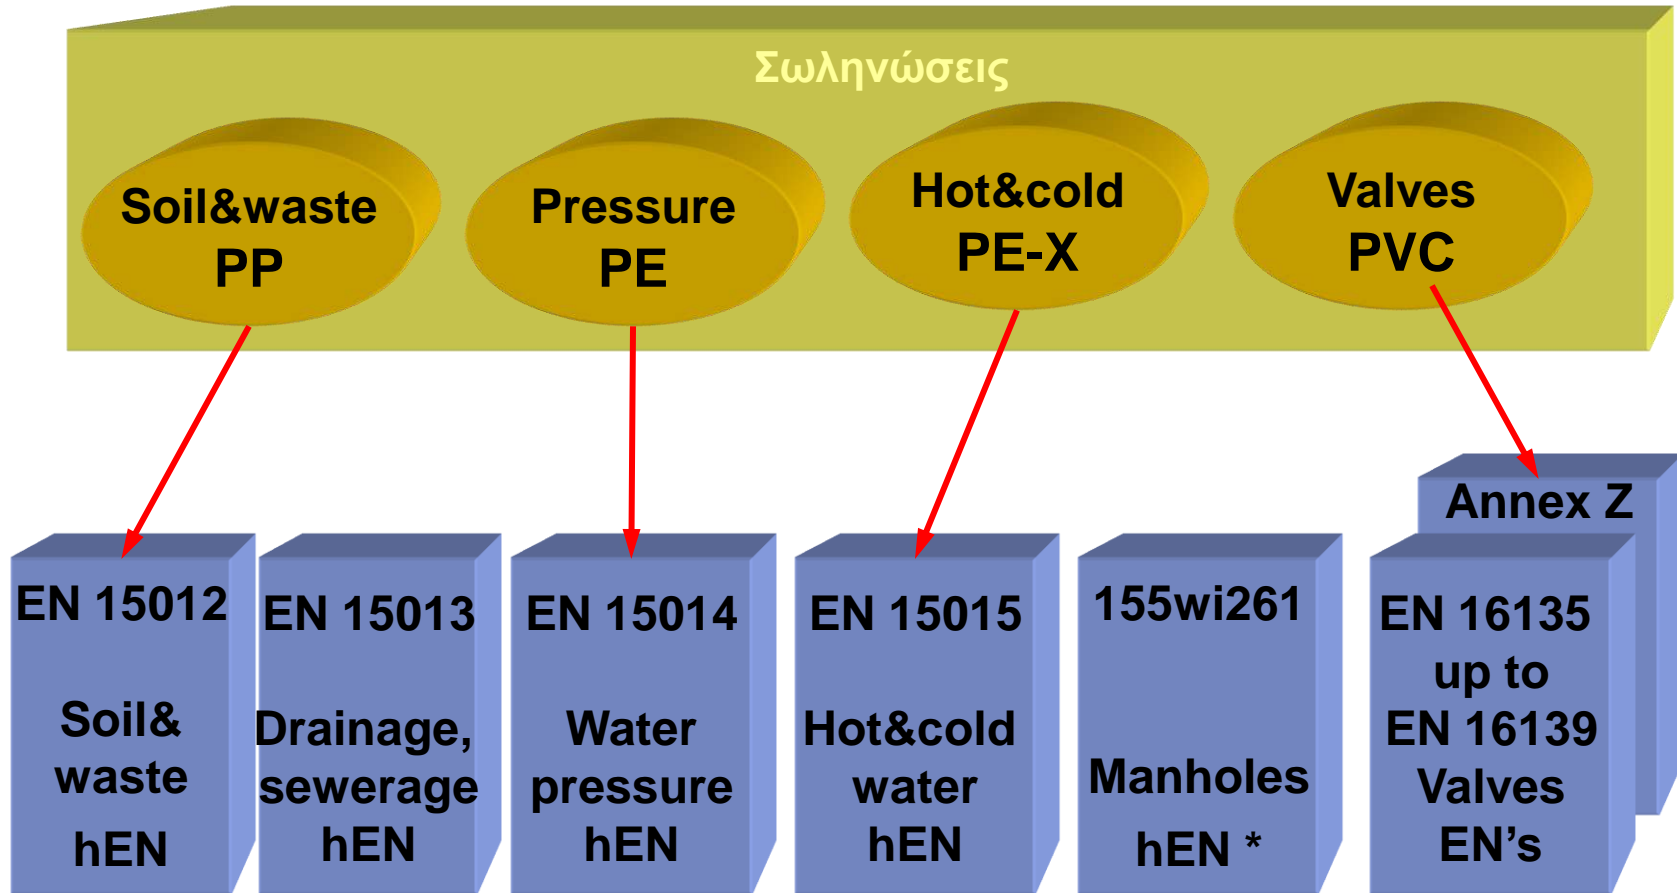 Σωληνώσεις
Soil&waste
PP
Pressure
PE
Hot&cold
PE-X
Valves
PVC
Annex Z
EN 15012
Soil&
waste
hEN
EN 15013
Drainage,
sewerage
hEN
EN 15014
Water
pressure
hEN
EN 15015
Hot&cold
water
hEN
155wi261
Manholes
hEN *
EN 16135
up to
EN 16139
Valves
EN’s